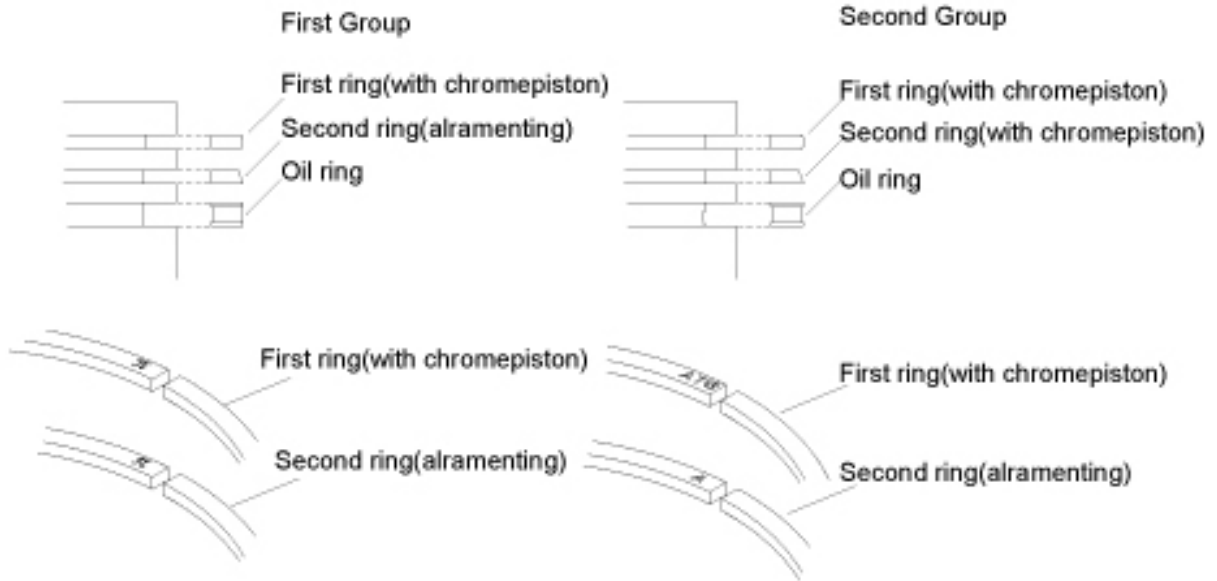 First Group
First ring(with chromepiston)
Second ring(alramenting)
Oil ring
Second Group
First ring(with chromepiston)
Second ring(with chromepiston)
Oil ring
First ring(with chromepiston)
Second ring(alramenting)
First ring(with chromepiston)
Second ring(alramenting)